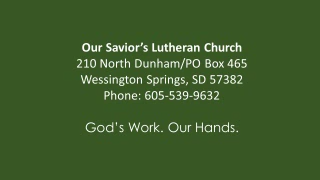 Our Savior's Lutheran Church
210 North Dunham/PO Box 465
Wessington Springs, SD 57382
Phone: 605-539-9632
God's Work. Our Hands.